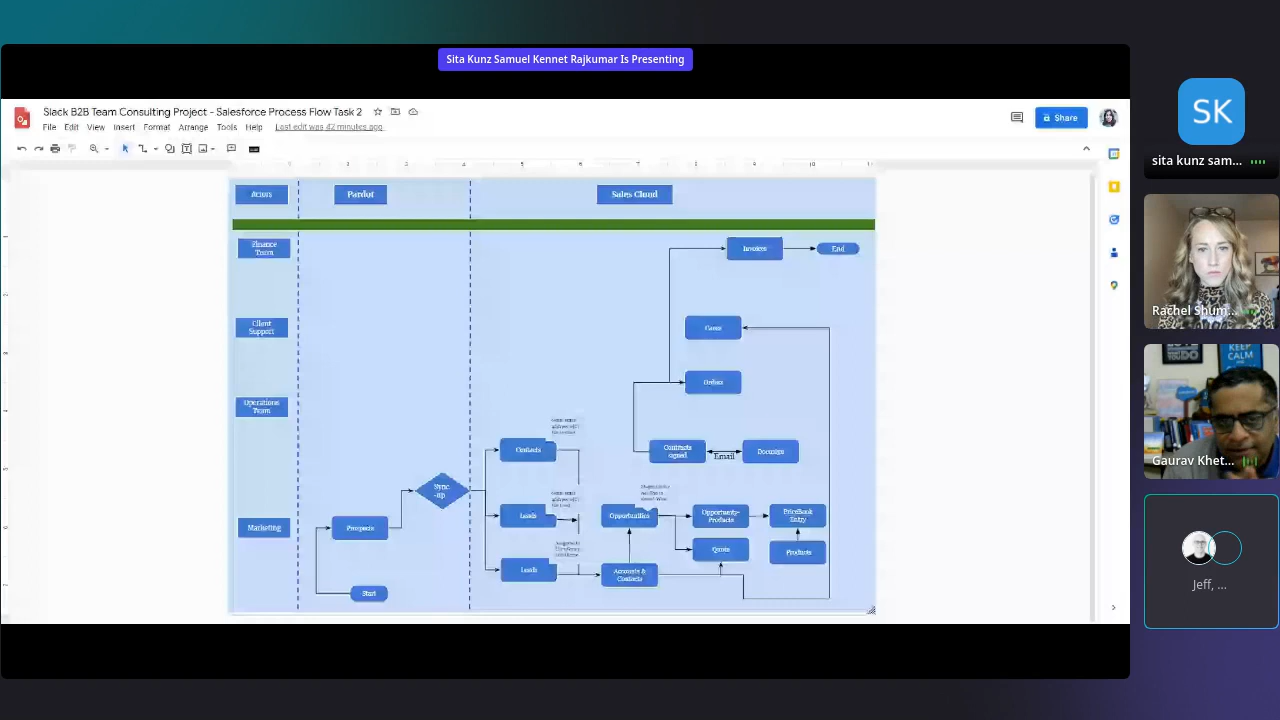 Sita Kunz Samuel Kennet Rajkumar Is Presenting
Slack B2B Team Consulting Project - Salesforce Process Flow Task 2
File Edit View Insert Format Arrange Tools Help Last edit was 42 minutes ago
Share
Actors
Pardot
Sales Cloud
Finance
Team
Invoices
End
Client
Support
Cases
Orders
Operations
Team
Contacts
Contracts
signed
Email
Docusign
Sync
-up
Marketing
Prospects
Leads
Opportunities
Opportunity-
Products
PriceBook
Entry
Quote
Products
Leads
Accounts &
Contacts
Start
SK
sita kunz sam...
Rachel Shum...
KEEP
CALM
Gaurav Khet...
Jeff, ...